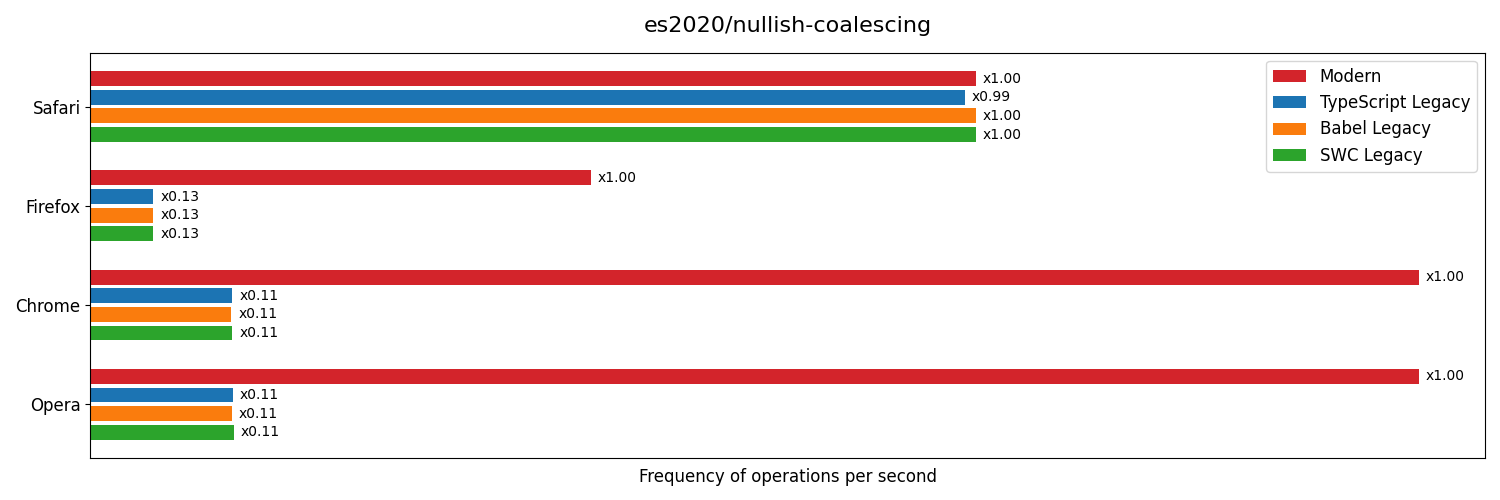 es2020/nullish-coalescing
Modern
TypeScript Legacy
Babel Legacy
SWC Legacy
Safari
x1.00
x0.99
x1.00
x1.00
Firefox
x1.00
x0.13
x0.13
x0.13
Chrome
x1.00
x0.11
x0.11
x0.11
Opera
x1.00
x0.11
x0.11
x0.11
Frequency of operations per second